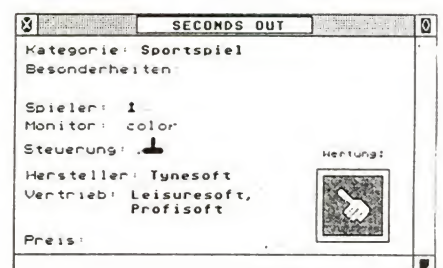 SECONDS OUT
Kategorie: Sportspiel
Besonderheiten:
Spieler: 1
Monitor: color
Steuerung:
Wertung:
Hersteller: Tynesoft
Vertrieb: Leisuresoft,
Profisoft
Preis: